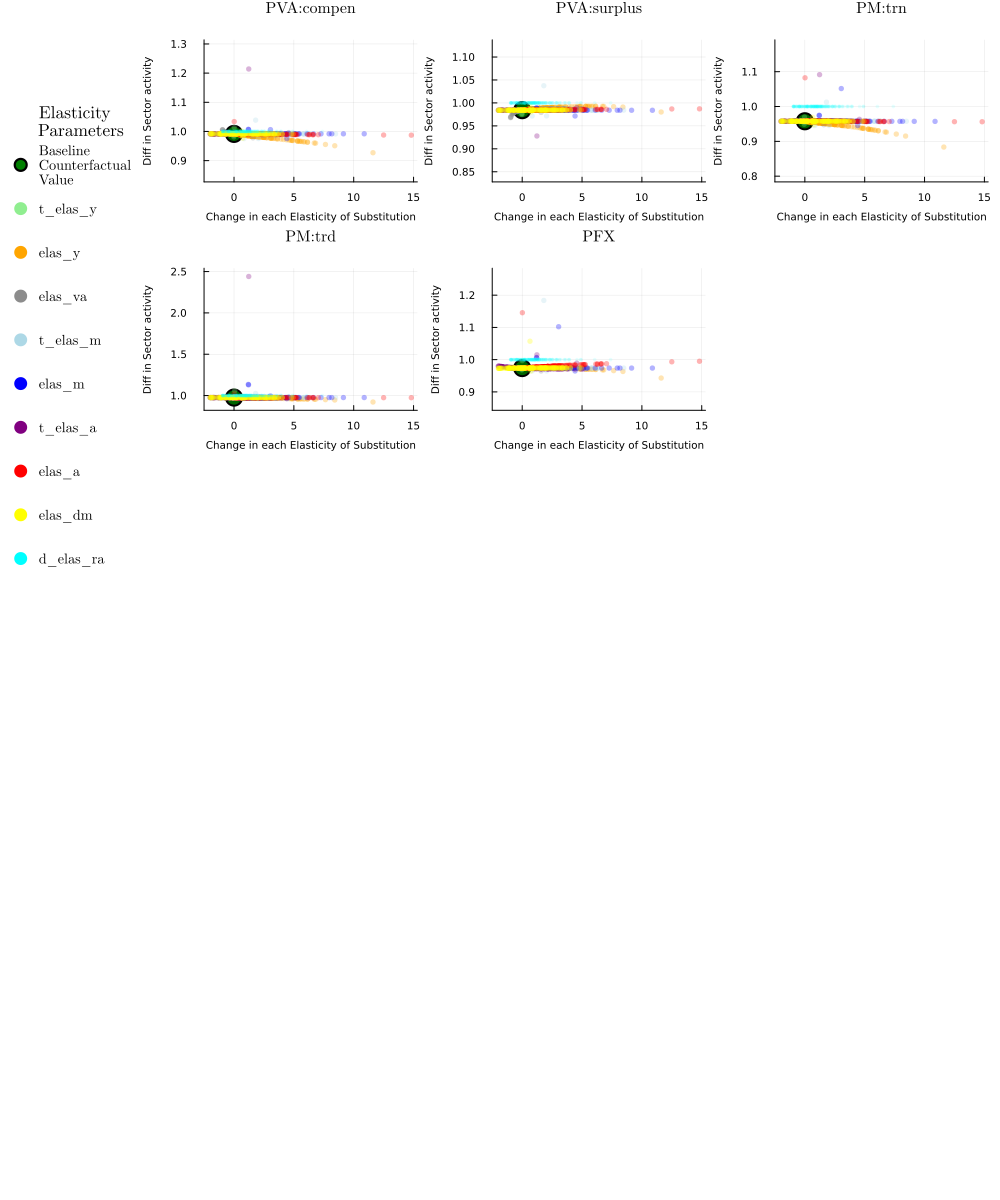 PVA:compen
PVA:surplus
PM:trn
Elasticity
Parameters
Baseline
Counterfactual
Value
t_elas_y
elas_y
elas_va
t_elas_m
elas_m
t_elas_a
elas_a
elas_dm
d_elas_ra
Diff in Sector activity
1.3
1.2
1.1
1.0
0.9
0 5 10 15
Change in each Elasticity of Substitution
Diff in Sector activity
1.10
1.05
1.00
0.95
0.90
0.85
0 5 10 15
Change in each Elasticity of Substitution
Diff in Sector activity
1.1
1.0
0.9
0.8
0 5 10 15
Change in each Elasticity of Substitution
PM:trd
Diff in Sector activity
2.5
2.0
1.5
1.0
0 5 10 15
Change in each Elasticity of Substitution
PFX
Diff in Sector activity
1.2
1.1
1.0
0.9
0 5 10 15
Change in each Elasticity of Substitution